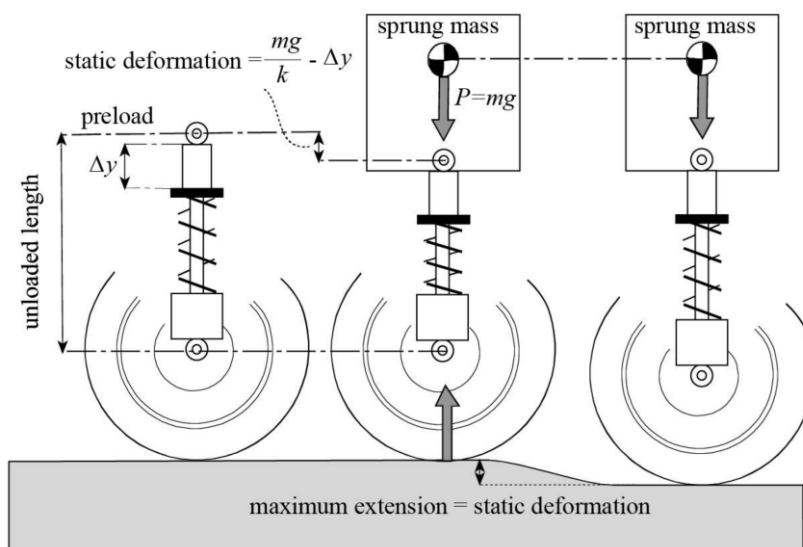 sprung mass
sprung mass
static deformation = mg/k - Δy
P=mg
preload
Δy
unloaded length
maximum extension = static deformation